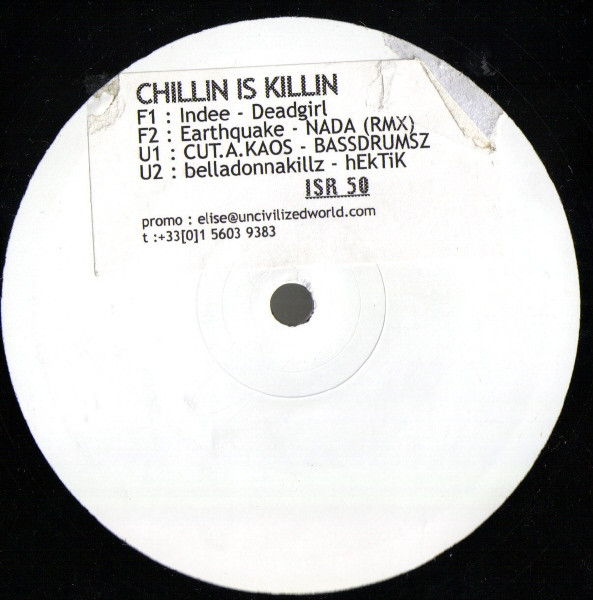 CHILLIN IS KILLIN
F1 : Indee - Deadgirl
F2 : Earthquake - NADA (RMX)
U1 : CUT.A.KAOS - BASSDRUMSZ
U2 : belladonnakillz - hEkTiK
ISR 50
promo : elise@uncivilizedworld.com
t :+33[0]1 5603 9383